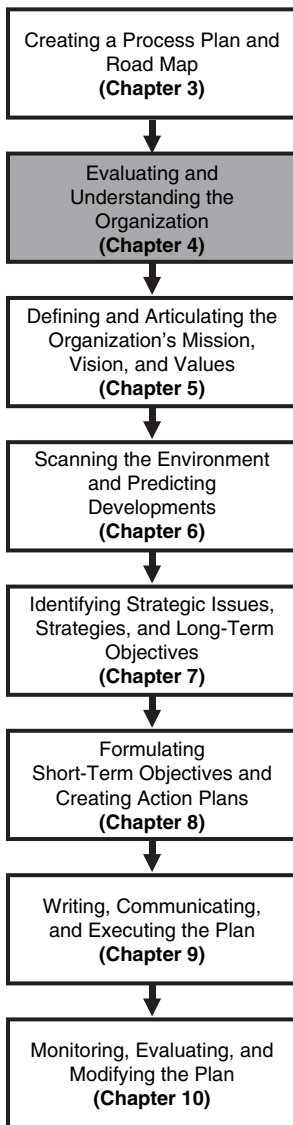 Creating a Process Plan and
Road Map
(Chapter 3)
Evaluating and
Understanding the
Organization
(Chapter 4)
Defining and Articulating the
Organization's Mission,
Vision, and Values
(Chapter 5)
Scanning the Environment
and Predicting
Developments
(Chapter 6)
Identifying Strategic Issues,
Strategies, and Long-Term
Objectives
(Chapter 7)
Formulating
Short-Term Objectives and
Creating Action Plans
(Chapter 8)
Writing, Communicating,
and Executing the Plan
(Chapter 9)
Monitoring, Evaluating, and
Modifying the Plan
(Chapter 10)